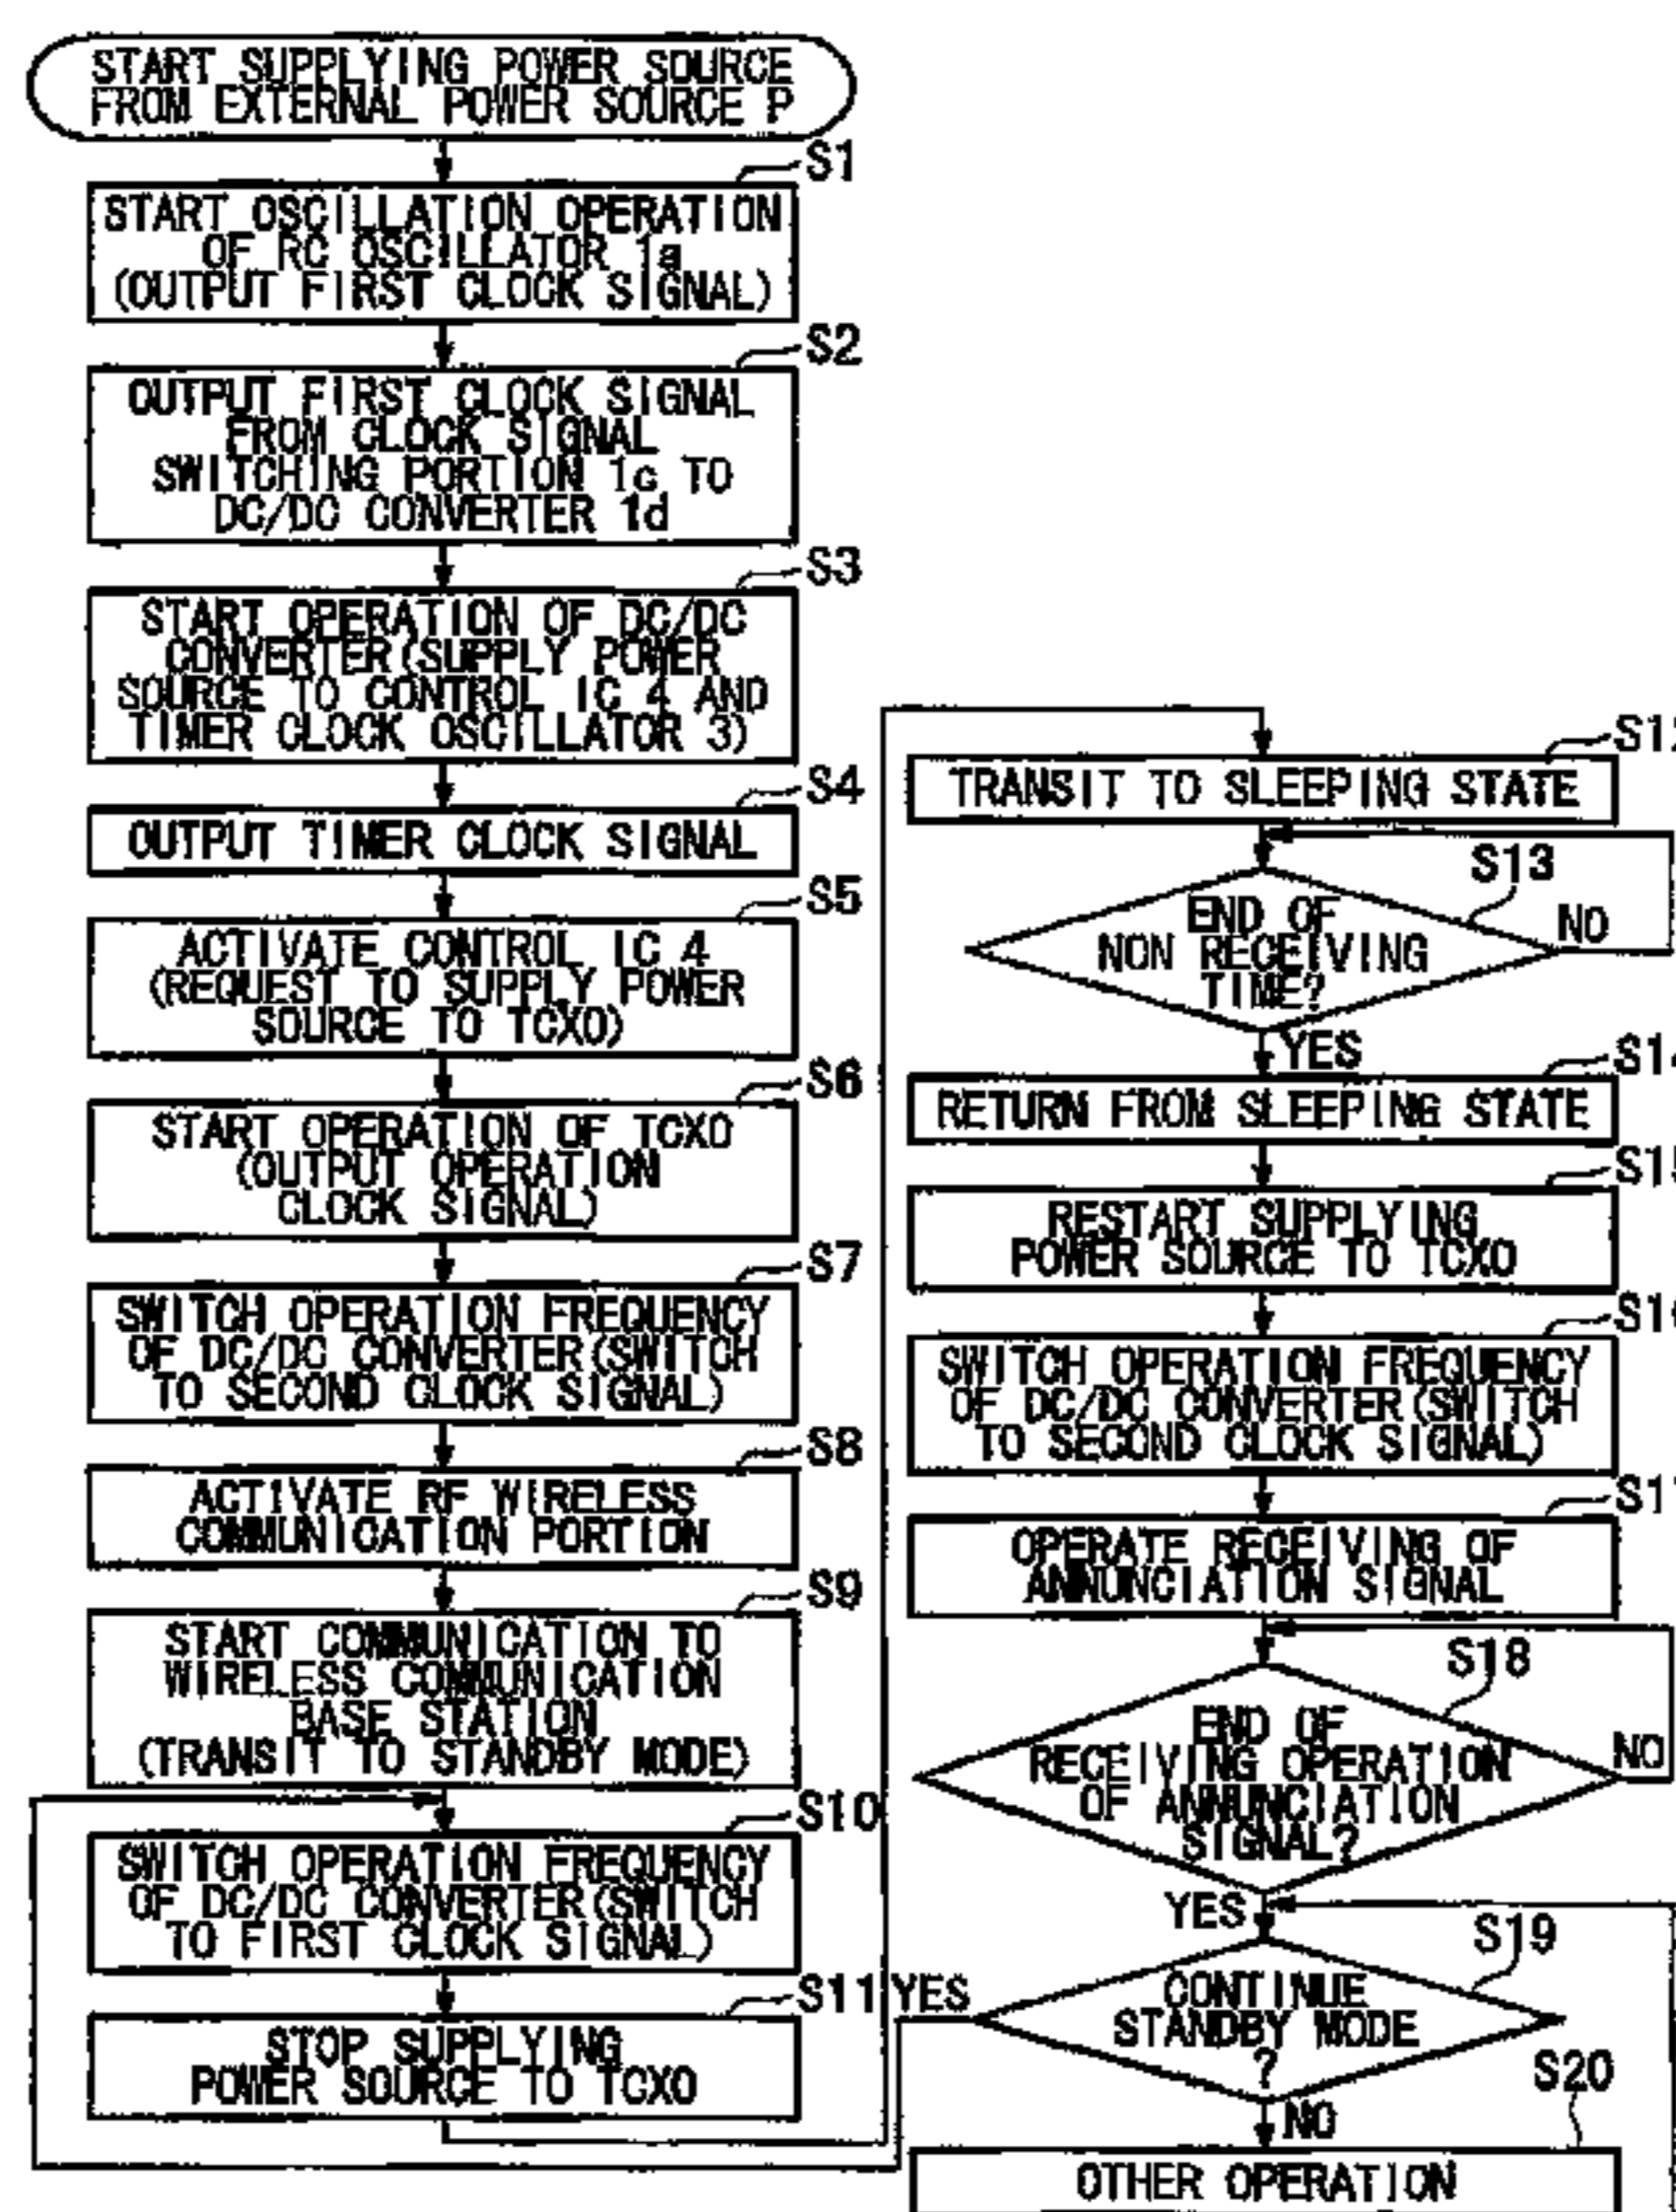 START SUPPLYING POWER SOURCE
FROM EXTERNAL POWER SOURCE P
S1
START OSCILLATION OPERATION
OF RC OSCILLATOR 1a
(OUTPUT FIRST CLOCK SIGNAL)
S2
OUTPUT FIRST CLOCK SIGNAL
FROM CLOCK SIGNAL
SWITCHING PORTION 1c TO
DC/DC CONVERTER 1d
S3
START OPERATION OF DC/DC
CONVERTER(SUPPLY POWER
SOURCE TO CONTROL IC 4 AND
TIMER CLOCK OSCILLATOR 3)
S4
OUTPUT TIMER CLOCK SIGNAL
S5
ACTIVATE CONTROL IC 4
(REQUEST TO SUPPLY POWER
SOURCE TO TCXO)
S6
START OPERATION OF TCXO
(OUTPUT OPERATION
CLOCK SIGNAL)
S7
SWITCH OPERATION FREQUENCY
OF DC/DC CONVERTER(SWITCH
TO SECOND CLOCK SIGNAL)
S8
ACTIVATE RF WIRELESS
COMMUNICATION PORTION
S9
START COMMUNICATION TO
WIRELESS COMMUNICATION
BASE STATION
(TRANSIT TO STANDBY MODE)
S10
SWITCH OPERATION FREQUENCY
OF DC/DC CONVERTER(SWITCH
TO FIRST CLOCK SIGNAL)
S11
STOP SUPPLYING
POWER SOURCE TO TCXO
S12
TRANSIT TO SLEEPING STATE
S13
END OF
NON RECEIVING
TIME?
NO
YES
S14
RETURN FROM SLEEPING STATE
S15
RESTART SUPPLYING
POWER SOURCE TO TCXO
S16
SWITCH OPERATION FREQUENCY
OF DC/DC CONVERTER(SWITCH
TO SECOND CLOCK SIGNAL)
S17
OPERATE RECEIVING OF
ANNUNCIATION SIGNAL
S18
END OF
RECEIVING OPERATION
OF ANNUNCIATION
SIGNAL?
NO
YES
S19
YES
CONTINUE
STANDBY MODE
?
NO
S20
OTHER OPERATION